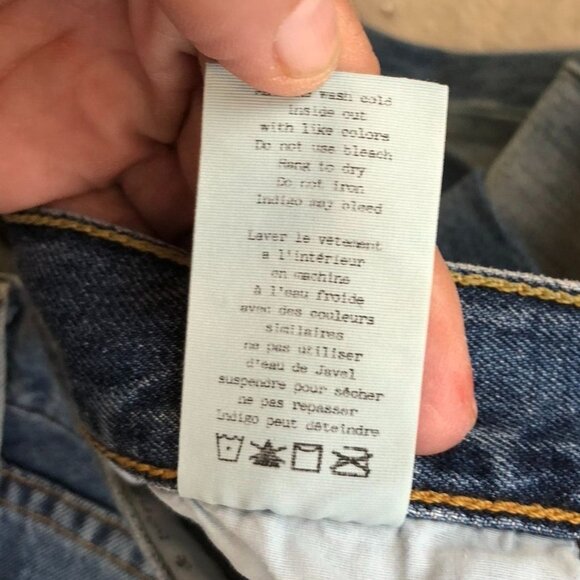 wash cold
Inside out
with like colors
Do not use bleach
Hang to dry
Do not iron
Indigo may bleed
Laver le vetement
a l'intérieur
en machine
à l'eau froide
avec des couleurs
similaires
ne pas utiliser
d'eau de Javel
suspendre pour sécher
ne pas repasser
Indigo peut déteindre